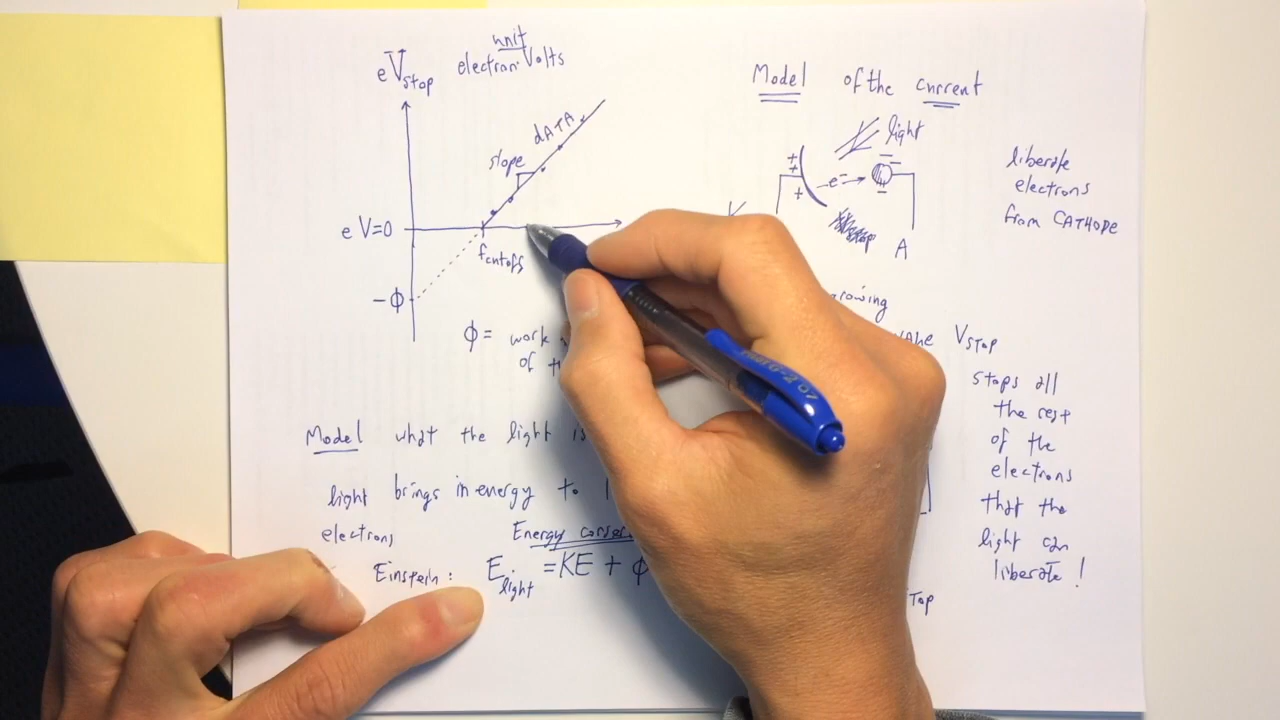 unit
eVstop electron Volts
dATA
slope
e V=0
fcutoff
-Φ
Φ= work
of
Model what the light is
light brings in energy to
electrons
Energy
Einstein: Elight =KE + Φ
Model of the current
light
++
+
e-
A
liberate
electrons
from CATHODE
VSTOP
stops all
the rest
of the
electrons
that the
light can
liberate!